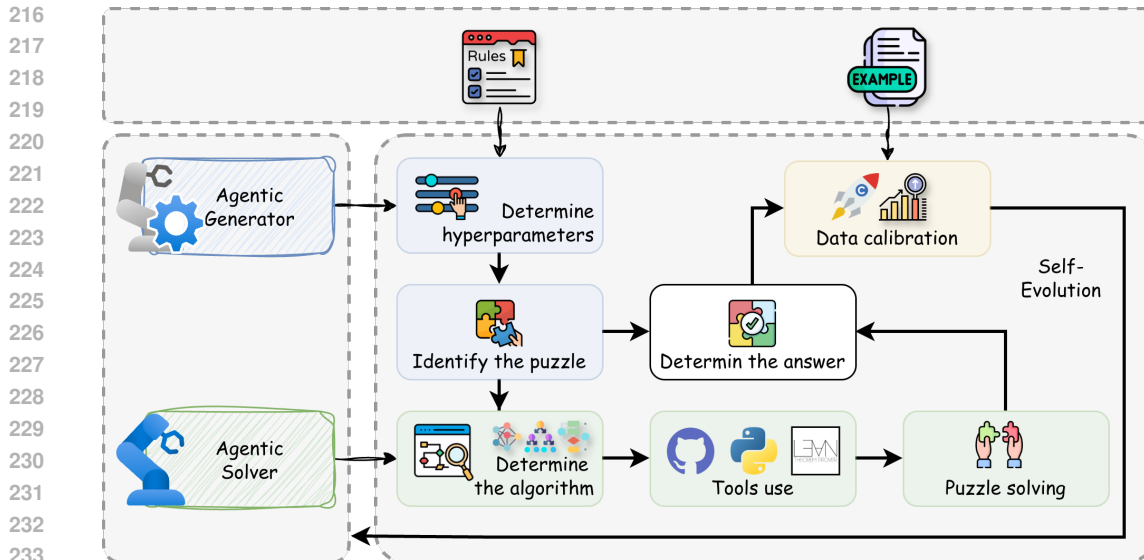 216
217
218
219
220
221
222
223
224
225
226
227
228
229
230
231
232
233
Rules
EXAMPLE
Agentic
Generator
Determine
hyperparameters
Data calibration
Self-
Evolution
Identify the puzzle
Determin the answer
Agentic
Solver
Determine
the algorithm
Tools use
Puzzle solving